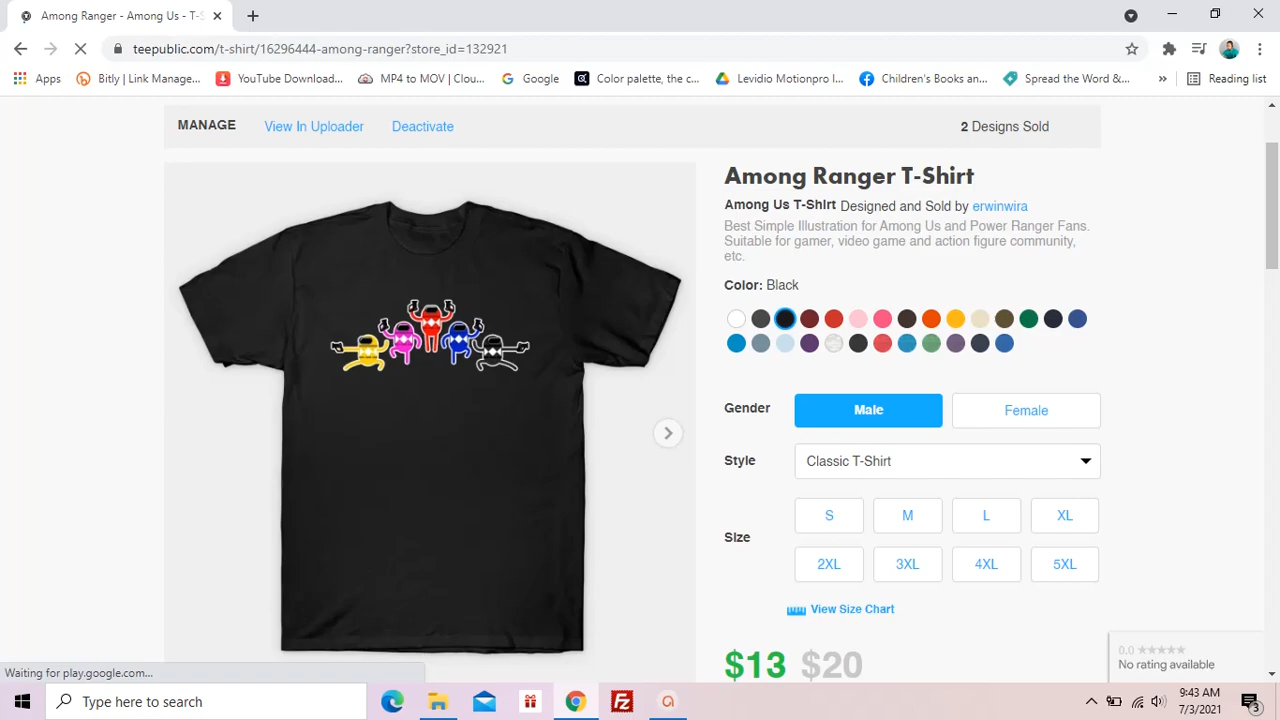 Among Ranger - Among Us - T-S
teepublic.com/t-shirt/16296444-among-ranger?store_id=132921
Apps
Bitly | Link Manage...
YouTube Download...
MP4 to MOV | Clou...
Google
Color palette, the c...
Levidio Motionpro I...
Children's Books an...
Spread the Word &...
»
Reading list
MANAGE
View In Uploader
Deactivate
2 Designs Sold
Among Ranger T-Shirt
Among Us T-Shirt Designed and Sold by erwinwira
Best Simple Illustration for Among Us and Power Ranger Fans.
Suitable for gamer, video game and action figure community,
etc.
Color: Black
Gender
Male
Female
Style
Classic T-Shirt
Size
S
M
L
XL
2XL
3XL
4XL
5XL
View Size Chart
$13 $20
0.0
No rating available
Waiting for play.google.com...
Type here to search
9:43 AM
7/3/2021
3